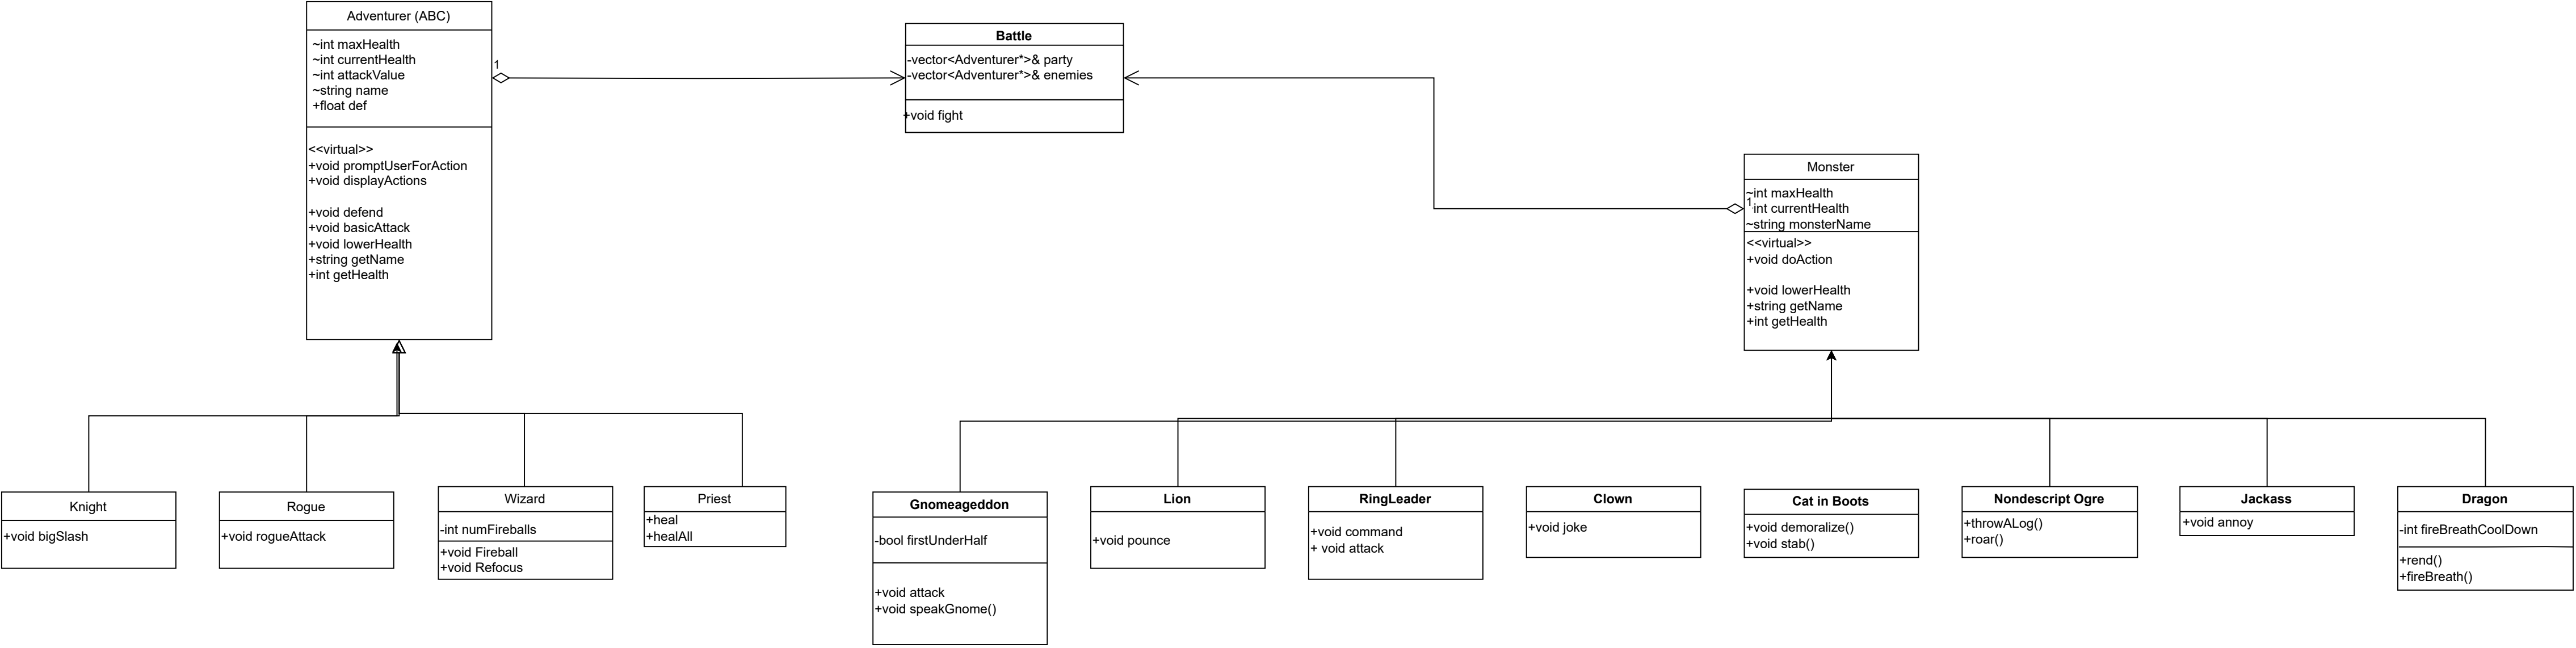 Adventurer (ABC)
~int maxHealth
~int currentHealth
~int attackValue
~string name
+float def
<<virtual>>
+void promptUserForAction
+void displayActions
+void defend
+void basicAttack
+void lowerHealth
+string getName
+int getHealth
1
Battle
-vector<Adventurer*>& party
-vector<Adventurer*>& enemies
+void fight
Monster
~int maxHealth
1
int currentHealth
~string monsterName
<<virtual>>
+void doAction
+void lowerHealth
+string getName
+int getHealth
Knight
+void bigSlash
Rogue
+void rogueAttack
Wizard
-int numFireballs
+void Fireball
+void Refocus
Priest
+heal
+healAll
Gnomeageddon
-bool firstUnderHalf
+void attack
+void speakGnome()
Lion
+void pounce
RingLeader
+void command
+ void attack
Clown
+void joke
Cat in Boots
+void demoralize()
+void stab()
Nondescript Ogre
+throwALog()
+roar()
Jackass
+void annoy
Dragon
-int fireBreathCoolDown
+rend()
+fireBreath()